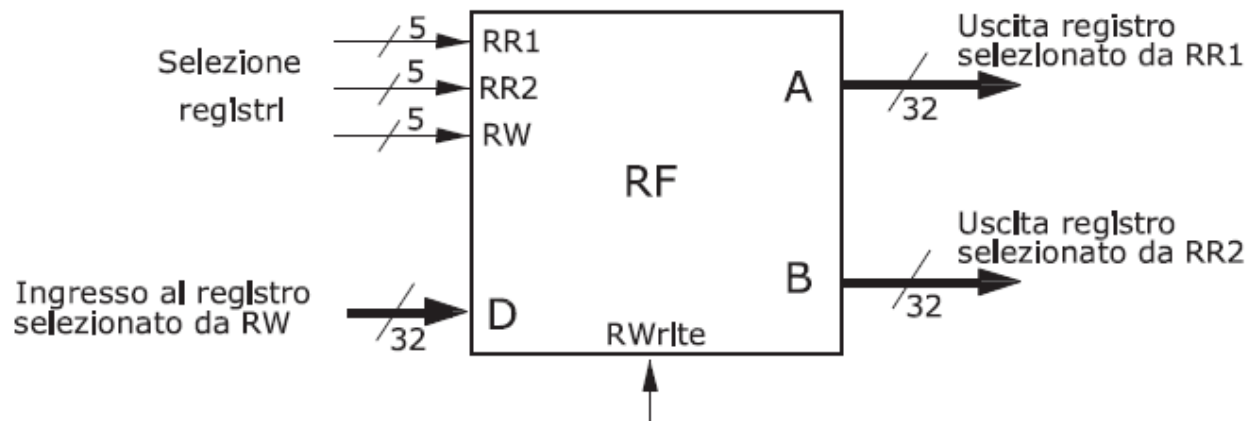 5
RR1
Selezione
registri
5
RR2
5
RW
A
32
Uscita registro
selezionato da RR1
RF
Uscita registro
selezionato da RR2
B
32
Ingresso al registro
selezionato da RW
32
D
RWrite